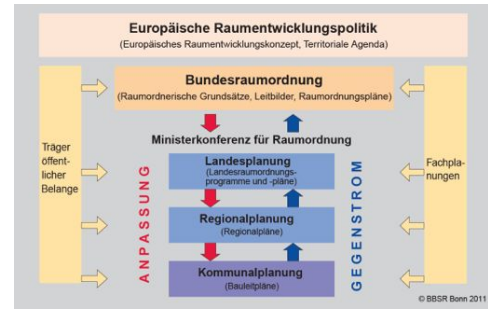 Europäische Raumentwicklungspolitik
(Europäisches Raumentwicklungskonzept, Territoriale Agenda)
Bundesraumordnung
(Raumordnerische Grundsätze, Leitbilder, Raumordnungspläne)
Ministerkonferenz für Raumordnung
Träger
öffent-
licher
Belange
ANPASSUNG
Landesplanung
(Landesraumordnungs-
programme und -pläne)
Regionalplanung
(Regionalpläne)
Kommunalplanung
(Bauleitpläne)
GEGENSTROM
Fachpla-
nungen
© BBSR Bonn 2011